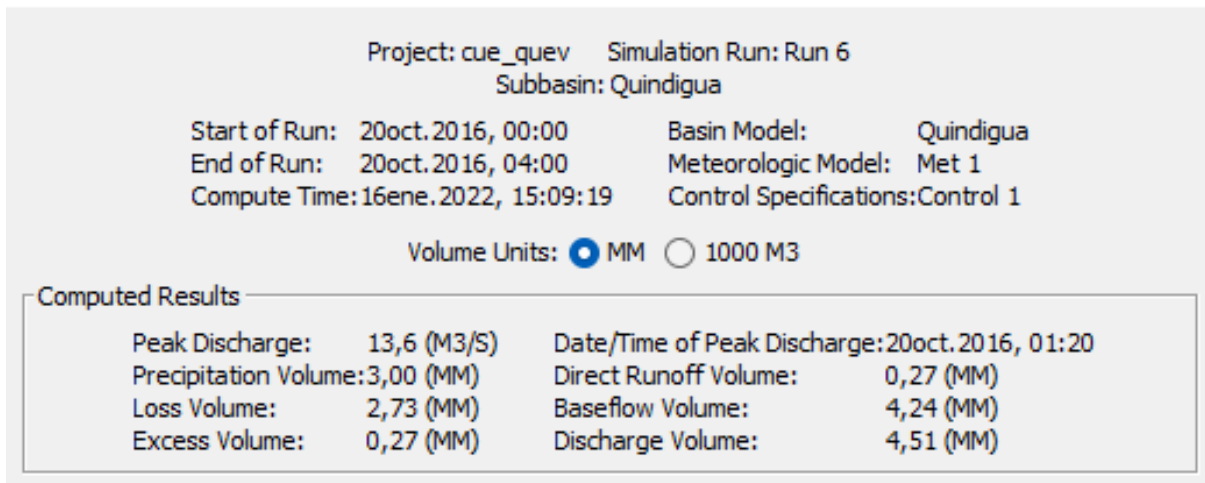 Project: cue_quev Simulation Run: Run 6
Subbasin: Quindigua
Start of Run: 20oct.2016, 00:00 Basin Model: Quindigua
End of Run: 20oct.2016, 04:00 Meteorologic Model: Met 1
Compute Time:16ene.2022, 15:09:19 Control Specifications:Control 1
Volume Units: MM 1000 M3
Computed Results
Peak Discharge: 13,6 (M3/S) Date/Time of Peak Discharge:20oct.2016, 01:20
Precipitation Volume:3,00 (MM) Direct Runoff Volume: 0,27 (MM)
Loss Volume: 2,73 (MM) Baseflow Volume: 4,24 (MM)
Excess Volume: 0,27 (MM) Discharge Volume: 4,51 (MM)